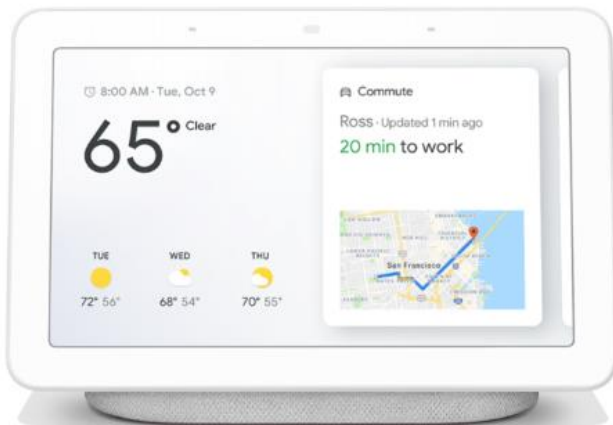 8:00 AM · Tue, Oct 9
65° Clear
TUE
WED
THU
72° 56°
68° 54°
70° 55°
Commute
Ross · Updated 1 min ago
20 min to work
San Francisco